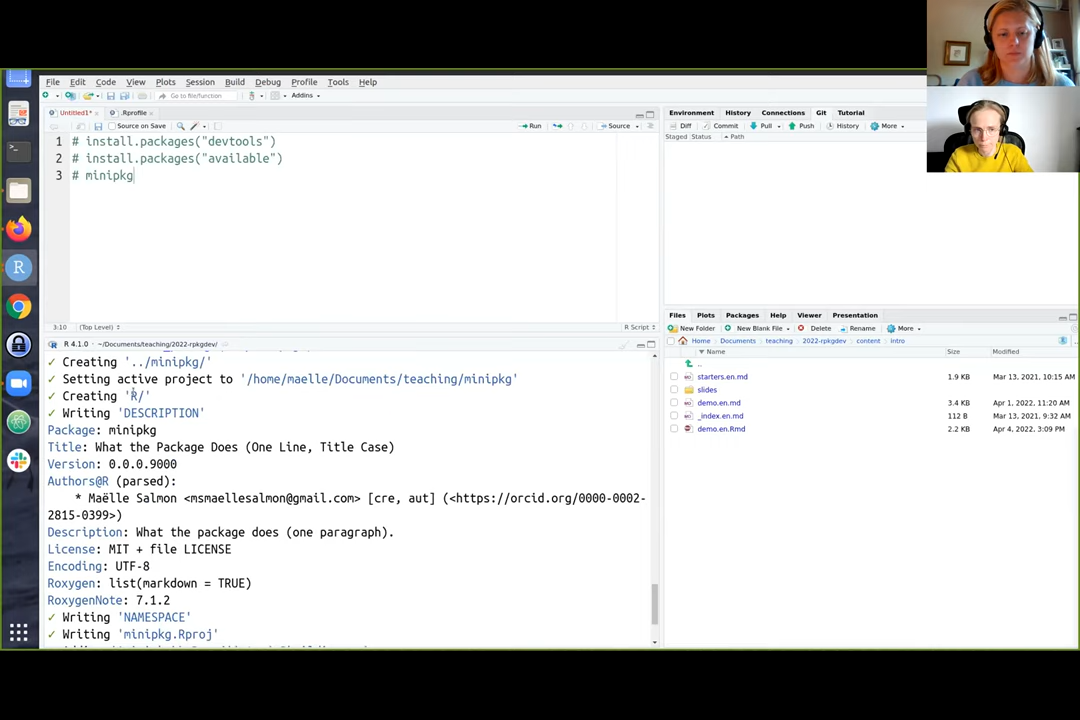 File Edit Code View Plots Session Build Debug Profile Tools Help
Go to file/function Addins
Untitled1* .Rprofile
Source on Save Run Source
1 # install.packages("devtools")
2 # install.packages("available")
3 # minipkg
3:10 (Top Level) R Script
R 4.1.0 · ~/Documents/teaching/2022-rpkgdev/
✓ Creating '../minipkg/'
✓ Setting active project to '/home/maelle/Documents/teaching/minipkg'
✓ Creating 'R/'
✓ Writing 'DESCRIPTION'
Package: minipkg
Title: What the Package Does (One Line, Title Case)
Version: 0.0.0.9000
Authors@R (parsed):
* Maëlle Salmon <msmaellesalmon@gmail.com> [cre, aut] (<https://orcid.org/0000-0002-
2815-0399>)
Description: What the package does (one paragraph).
License: MIT + file LICENSE
Encoding: UTF-8
Roxygen: list(markdown = TRUE)
RoxygenNote: 7.1.2
✓ Writing 'NAMESPACE'
✓ Writing 'minipkg.Rproj'
Environment History Connections Git Tutorial
Diff Commit Pull Push History More
Staged Status Path
Files Plots Packages Help Viewer Presentation
New Folder New Blank File Delete Rename More
Home Documents teaching 2022-rpkgdev content intro
Name Size Modified
..
starters.en.md 1.9 KB Mar 13, 2021, 10:15 AM
slides
demo.en.md 3.4 KB Apr 1, 2022, 11:20 AM
_index.en.md 112 B Mar 13, 2021, 9:32 AM
demo.en.Rmd 2.2 KB Apr 4, 2022, 3:09 PM